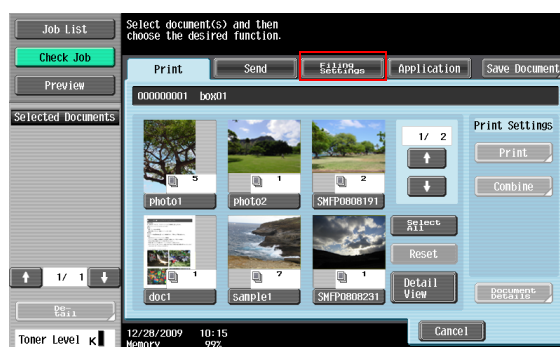 Job List
Check Job
Preview
Selected Documents
1/ 1
De-
tail
Toner Level K
Select document(s) and then
choose the desired function.
Print
Send
Filing
Settings
Application
Save Document
000000001 box01
5
photo1
1
photo2
2
SMFP0808191
1
doc1
7
sample1
1
SMFP0808231
1/ 2
Select
All
Reset
Detail
View
Print Settings
Print
Combine
Document
Details
12/28/2009 10:15
Memory 99%
Cancel